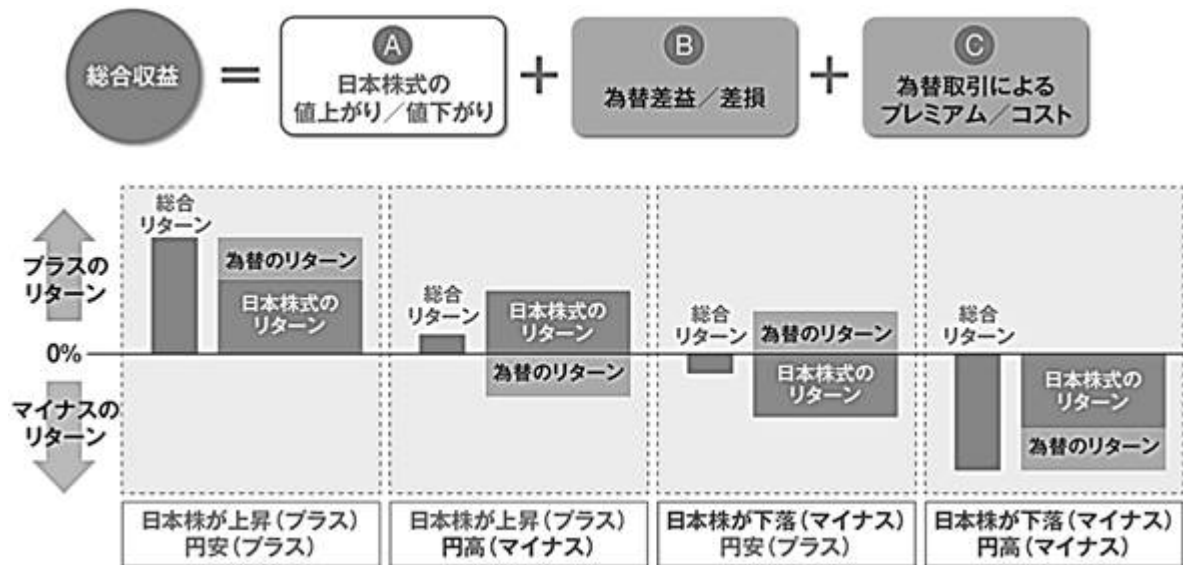 総合収益
=
A
日本株式の
値上がり/値下がり
+
B
為替差益/差損
+
C
為替取引による
プレミアム/コスト
プラスの
リターン
0%
マイナスの
リターン
総合
リターン
為替のリターン
日本株式の
リターン
日本株が上昇(プラス)
円安(プラス)
総合
リターン
日本株式の
リターン
為替のリターン
日本株が上昇(プラス)
円高(マイナス)
総合
リターン
為替のリターン
日本株式の
リターン
日本株が下落(マイナス)
円安(プラス)
総合
リターン
日本株式の
リターン
為替のリターン
日本株が下落(マイナス)
円高(マイナス)